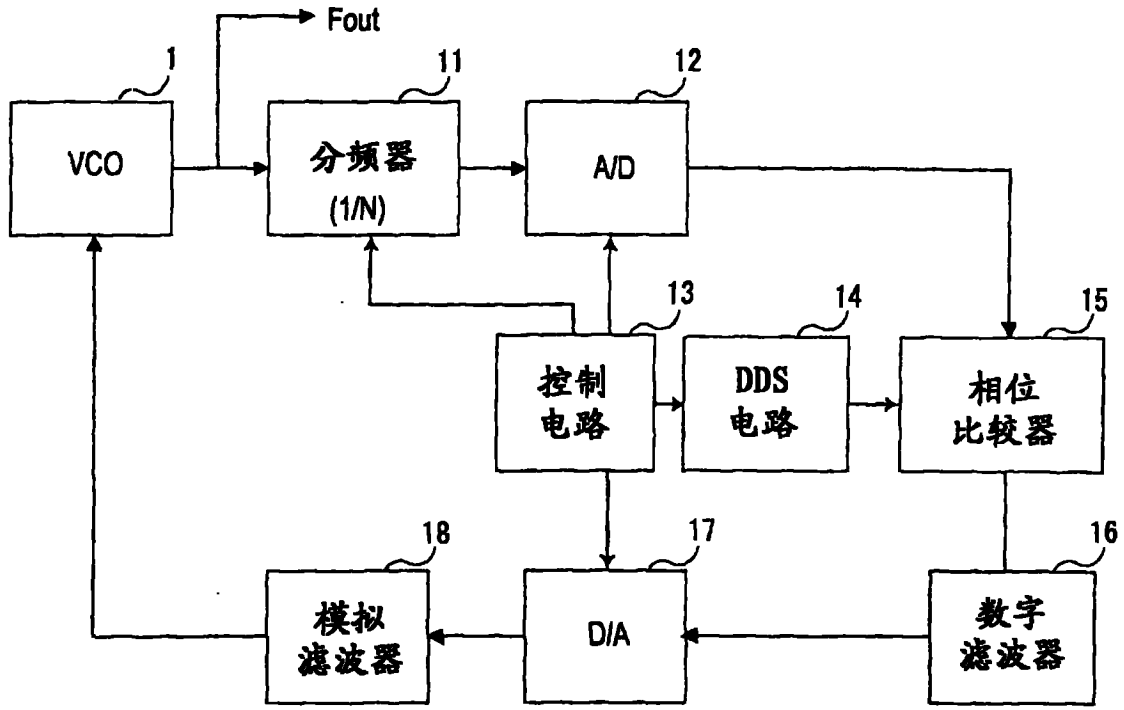 Fout
1
11
12
VCO
分频器
(1/N)
A/D
13
14
15
控制
电路
DDS
电路
相位
比较器
18
17
16
模拟
滤波器
D/A
数字
滤波器